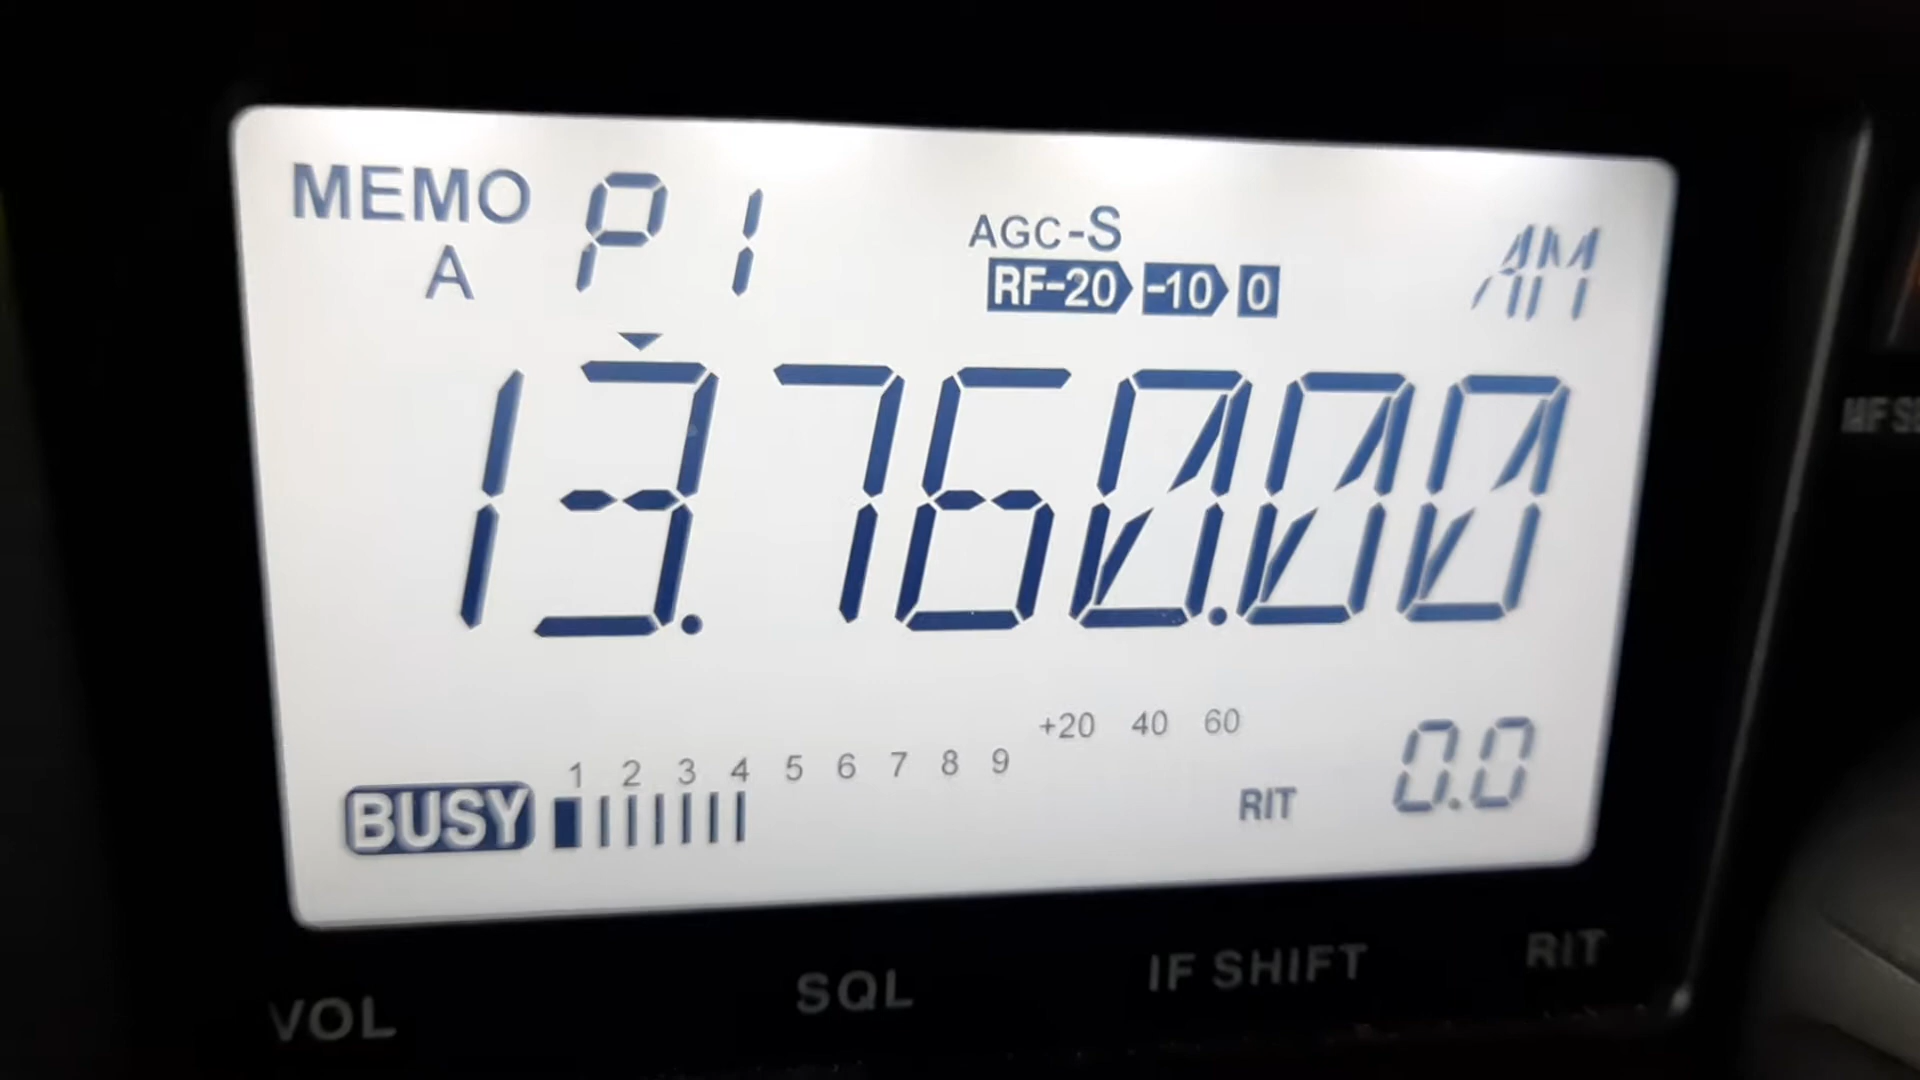 MEMO P1 AGC-S AM
A RF-20 -10 0
13.760.00
+20 40 60
1 2 3 4 5 6 7 8 9
BUSY RIT 0.0
VOL SQL IF SHIFT RIT